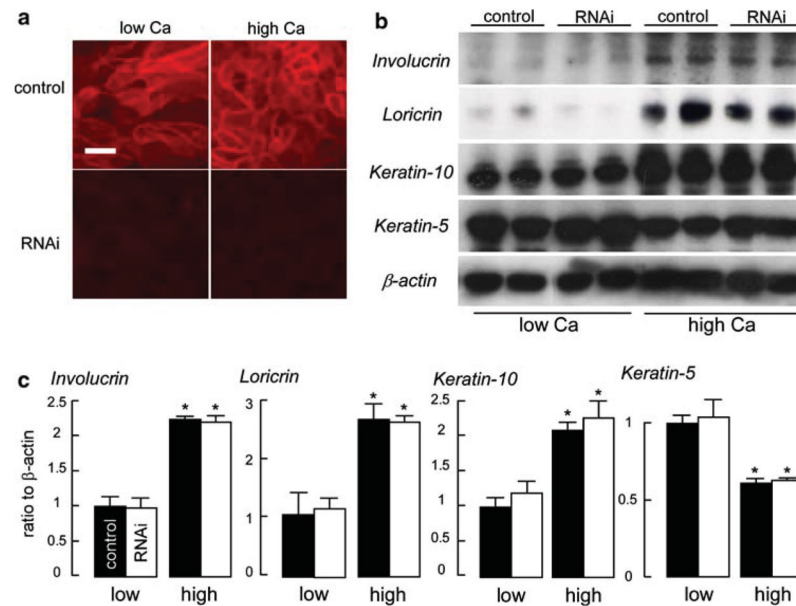 a
low Ca high Ca
control
RNAi
b
control RNAi control RNAi
Involucrin
Loricrin
Keratin-10
Keratin-5
β-actin
low Ca high Ca
c
Involucrin Loricrin Keratin-10 Keratin-5
ratio to β-actin
2.5
2
1.5
1
0.5
0
control
RNAi
* *
low high
3
2
1
0
* *
low high
2.5
2
1.5
1
0.5
0
* *
low high
1
0.5
0
* *
low high